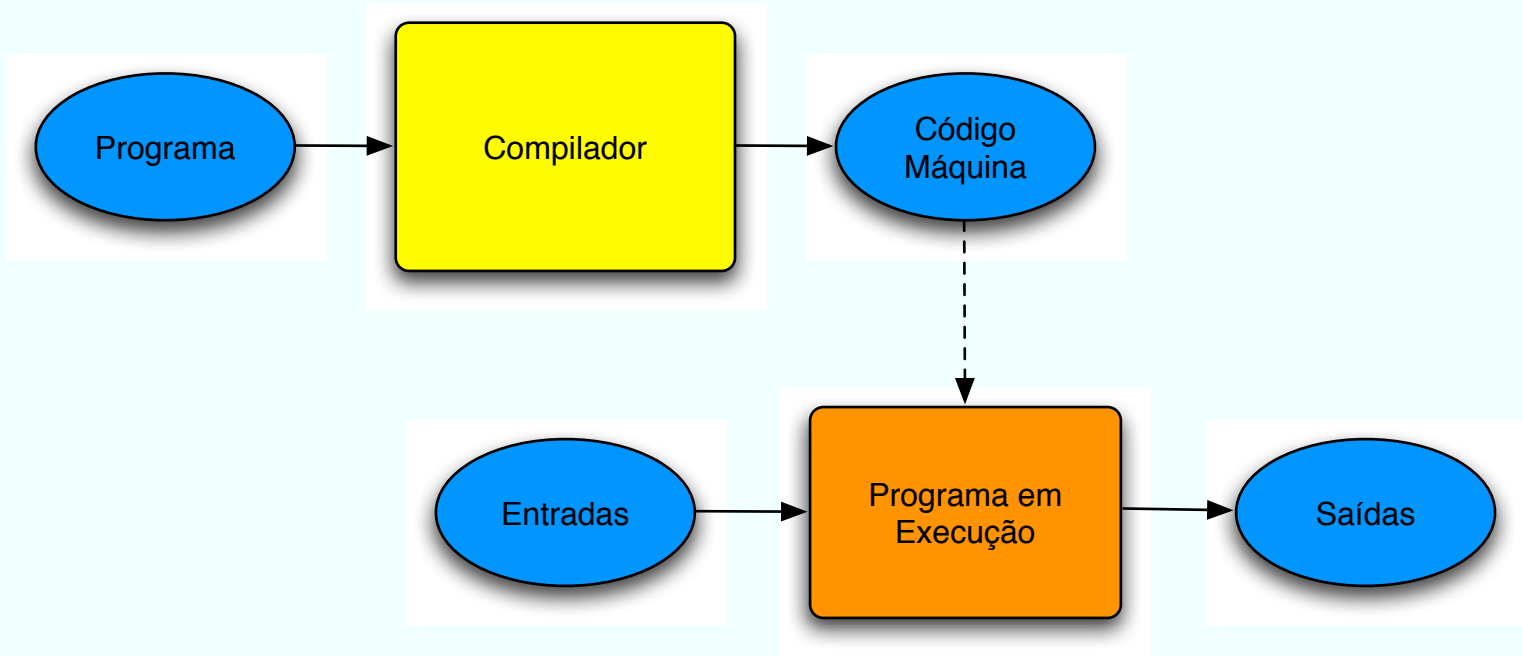 Programa
Compilador
Código
Máquina
Entradas
Programa em
Execução
Saídas